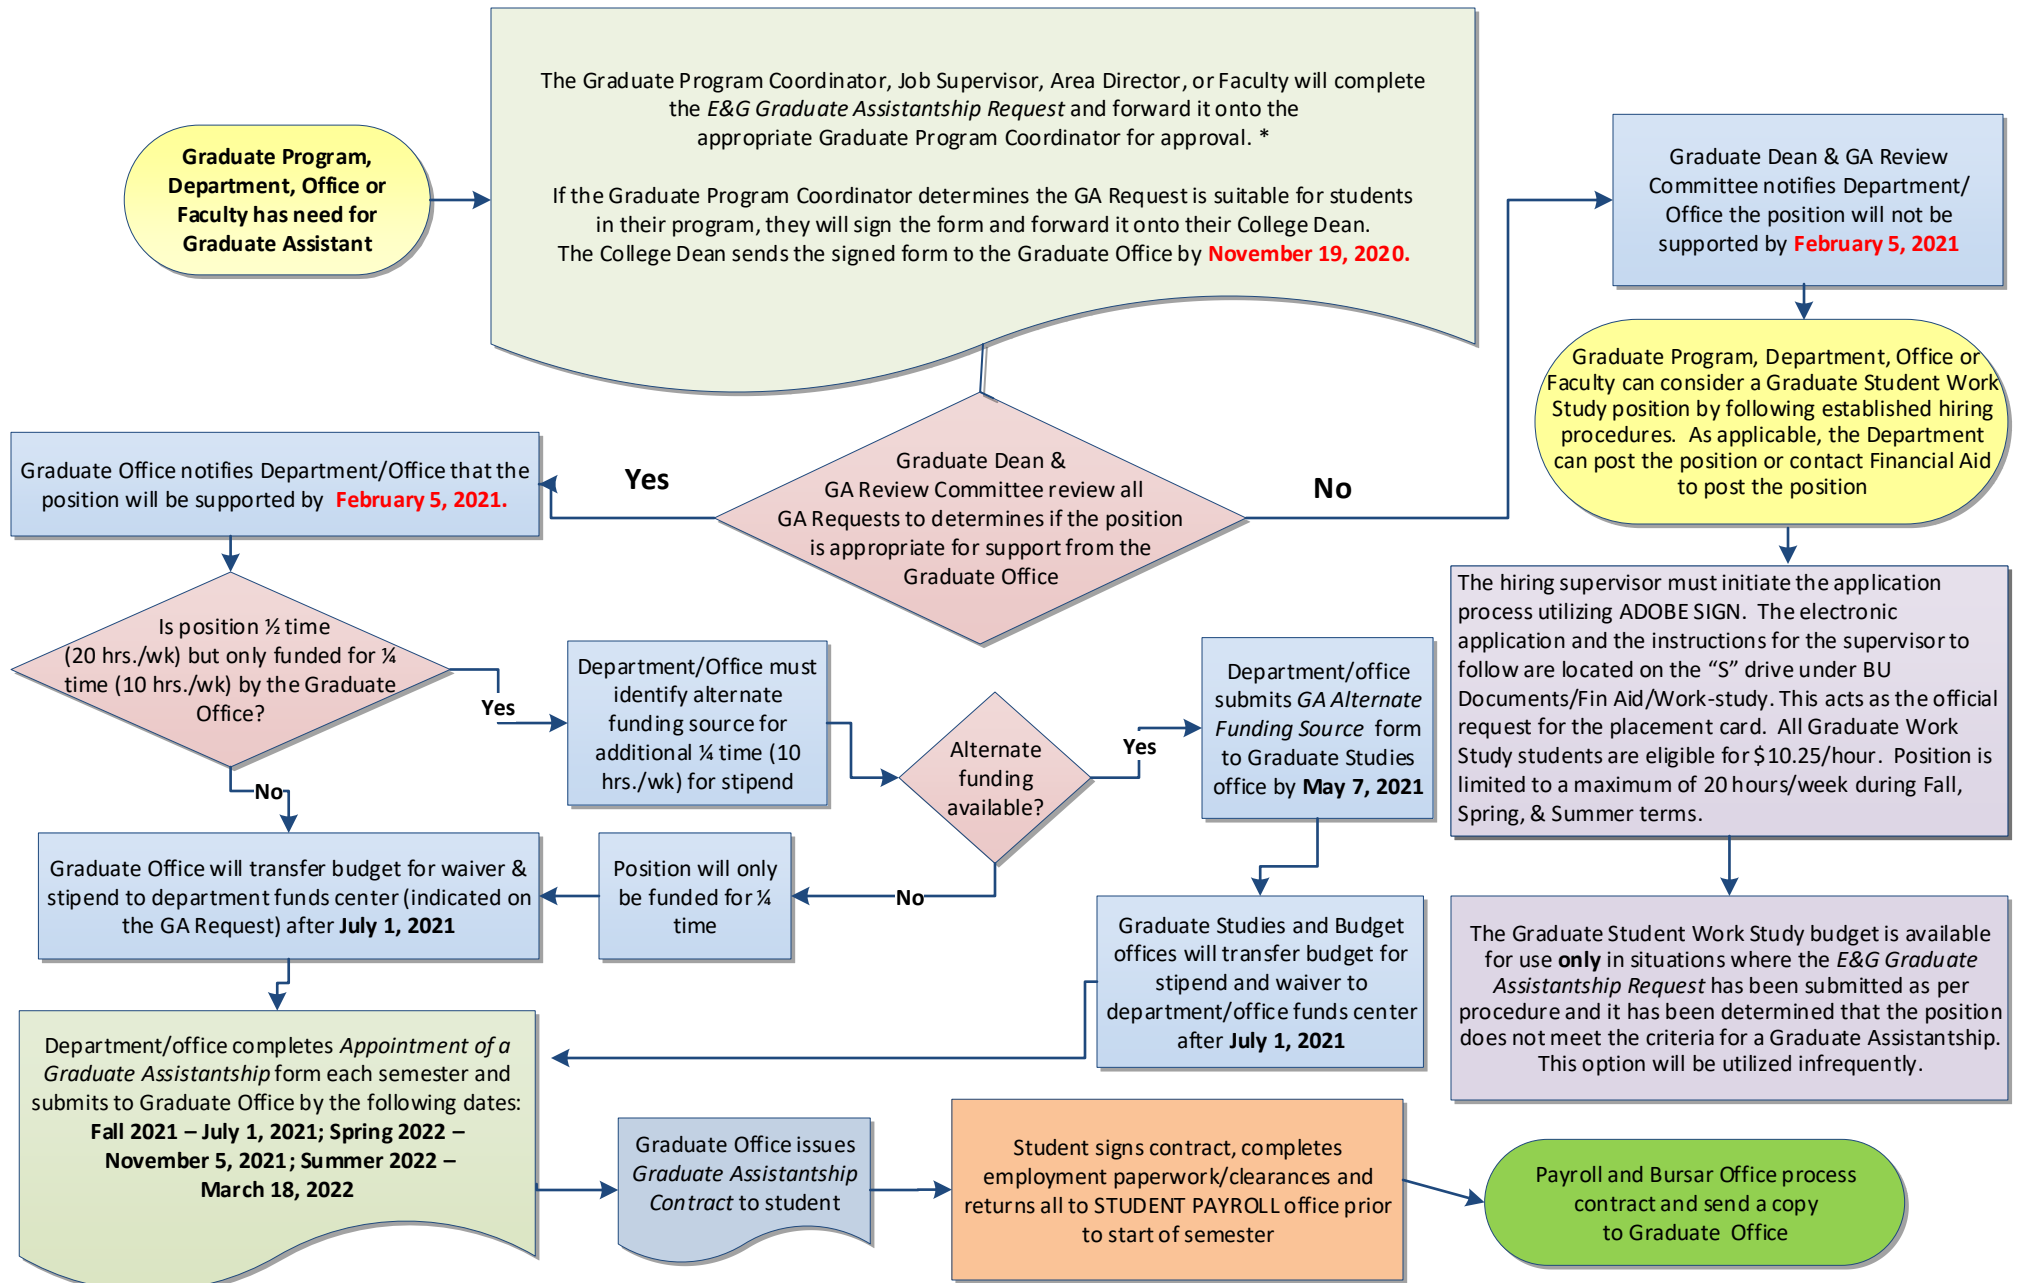 Graduate Program,
Department, Office or
Faculty has need for
Graduate Assistant
The Graduate Program Coordinator, Job Supervisor, Area Director, or Faculty will complete
the E&G Graduate Assistantship Request and forward it onto the
appropriate Graduate Program Coordinator for approval. *
If the Graduate Program Coordinator determines the GA Request is suitable for students
in their program, they will sign the form and forward it onto their College Dean.
The College Dean sends the signed form to the Graduate Office by November 19, 2020.
Graduate Dean & GA Review
Committee notifies Department/
Office the position will not be
supported by February 5, 2021
Graduate Program, Department, Office or
Faculty can consider a Graduate Student Work
Study position by following established hiring
procedures. As applicable, the Department
can post the position or contact Financial Aid
to post the position
Graduate Office notifies Department/Office that the
position will be supported by February 5, 2021.
Yes
Graduate Dean &
GA Review Committee review all
GA Requests to determines if the position
is appropriate for support from the
Graduate Office
No
The hiring supervisor must initiate the application
process utilizing ADOBE SIGN. The electronic
application and the instructions for the supervisor to
follow are located on the “S” drive under BU
Documents/Fin Aid/Work-study. This acts as the official
request for the placement card. All Graduate Work
Study students are eligible for $10.25/hour. Position is
limited to a maximum of 20 hours/week during Fall,
Spring, & Summer terms.
Is position ½ time
(20 hrs./wk) but only funded for ¼
time (10 hrs./wk) by the Graduate
Office?
Yes
No
Department/Office must
identify alternate
funding source for
additional ¼ time (10
hrs./wk) for stipend
Alternate
funding
available?
Yes
No
Department/office
submits GA Alternate
Funding Source form
to Graduate Studies
office by May 7, 2021
Graduate Office will transfer budget for waiver &
stipend to department funds center (indicated on
the GA Request) after July 1, 2021
Position will only
be funded for ¼
time
Graduate Studies and Budget
offices will transfer budget for
stipend and waiver to
department/office funds center
after July 1, 2021
The Graduate Student Work Study budget is available
for use only in situations where the E&G Graduate
Assistantship Request has been submitted as per
procedure and it has been determined that the position
does not meet the criteria for a Graduate Assistantship.
This option will be utilized infrequently.
Department/office completes Appointment of a
Graduate Assistantship form each semester and
submits to Graduate Office by the following dates:
Fall 2021 – July 1, 2021; Spring 2022 –
November 5, 2021; Summer 2022 –
March 18, 2022
Graduate Office issues
Graduate Assistantship
Contract to student
Student signs contract, completes
employment paperwork/clearances and
returns all to STUDENT PAYROLL office prior
to start of semester
Payroll and Bursar Office process
contract and send a copy
to Graduate Office